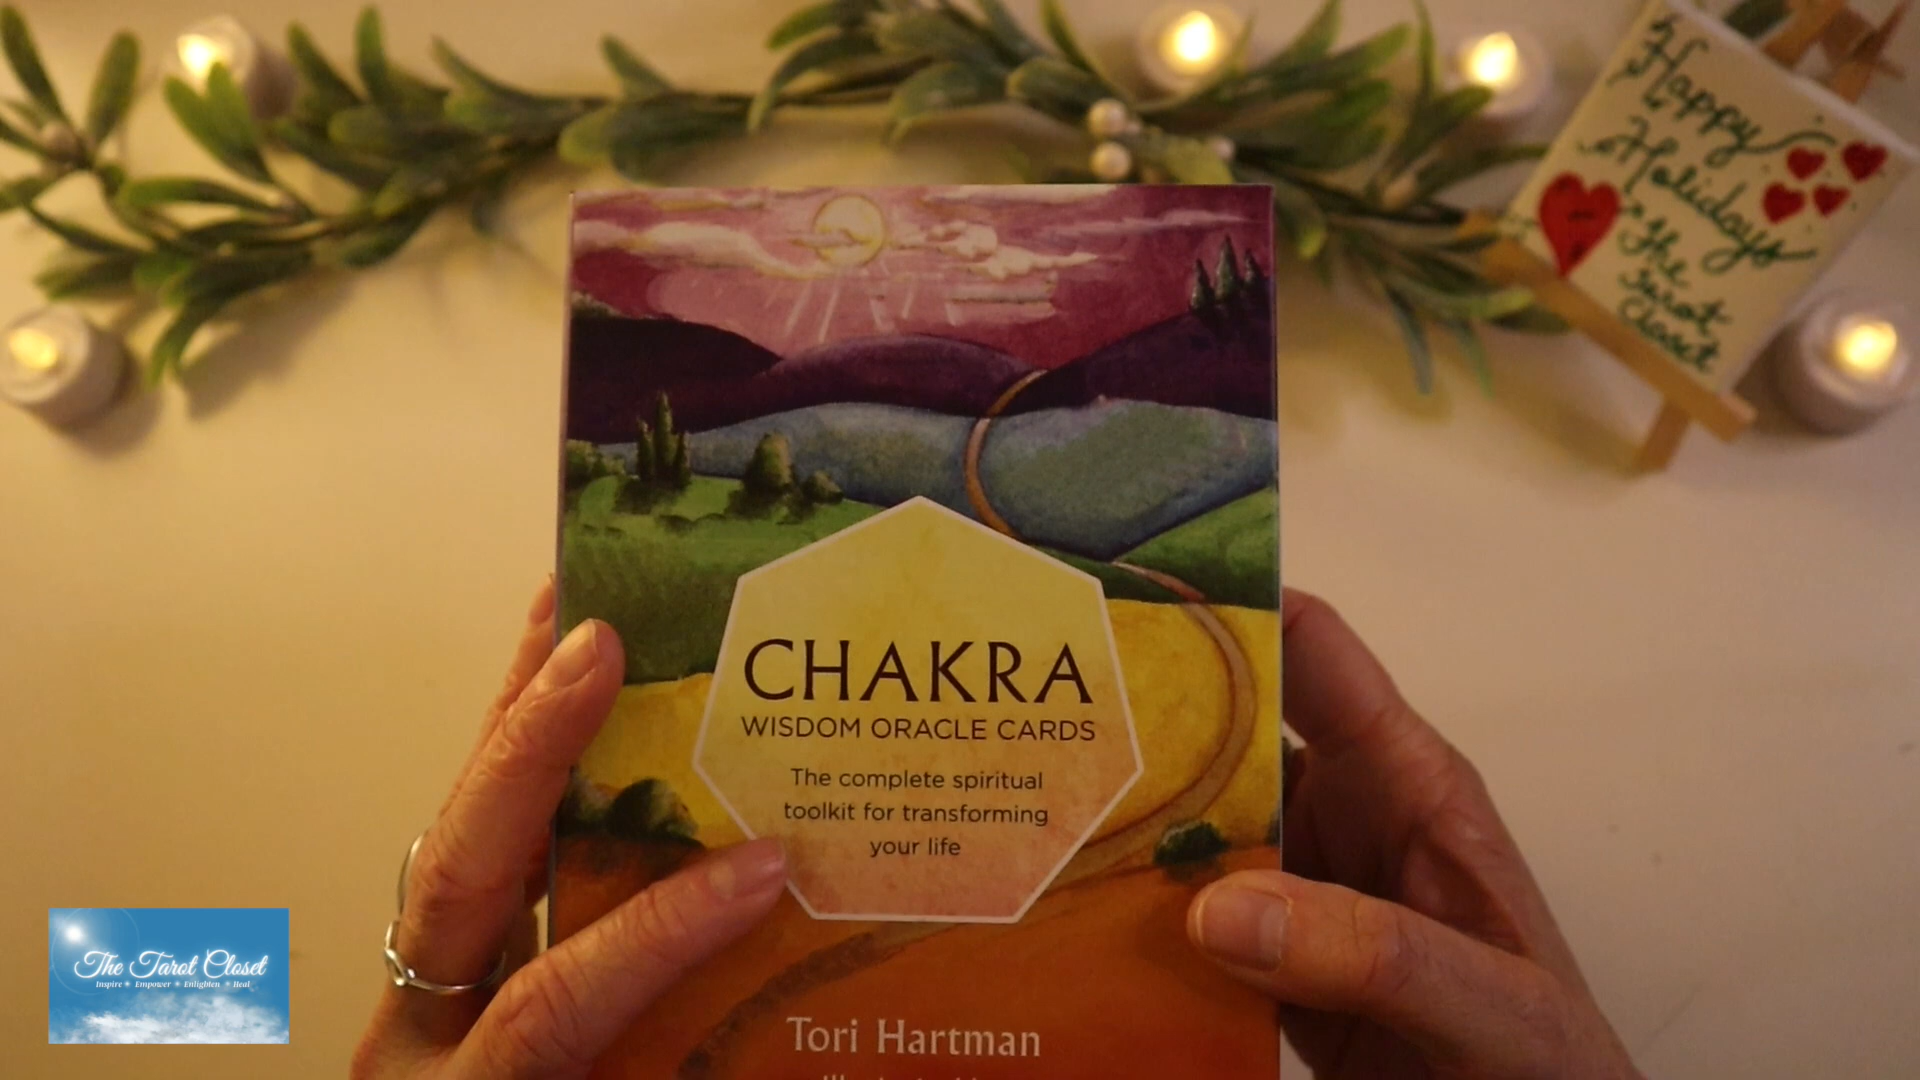 Happy
Holidays
The
Tarot
Closet
CHAKRA
WISDOM ORACLE CARDS
The complete spiritual
toolkit for transforming
your life
Tori Hartman
The Tarot Closet
Inspire * Empower * Enlighten * Heal